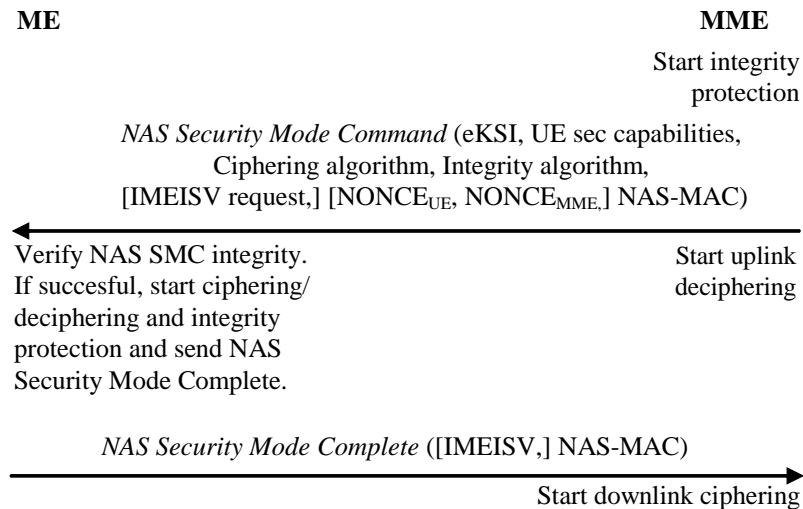 ME
MME
Start integrity
protection
NAS Security Mode Command (eKSI, UE sec capabilities,
Ciphering algorithm, Integrity algorithm,
[IMEISV request,] [NONCEUE, NONCEMME,] NAS-MAC)
Verify NAS SMC integrity.
If succesful, start ciphering/
deciphering and integrity
protection and send NAS
Security Mode Complete.
Start uplink
deciphering
NAS Security Mode Complete ([IMEISV,] NAS-MAC)
Start downlink ciphering